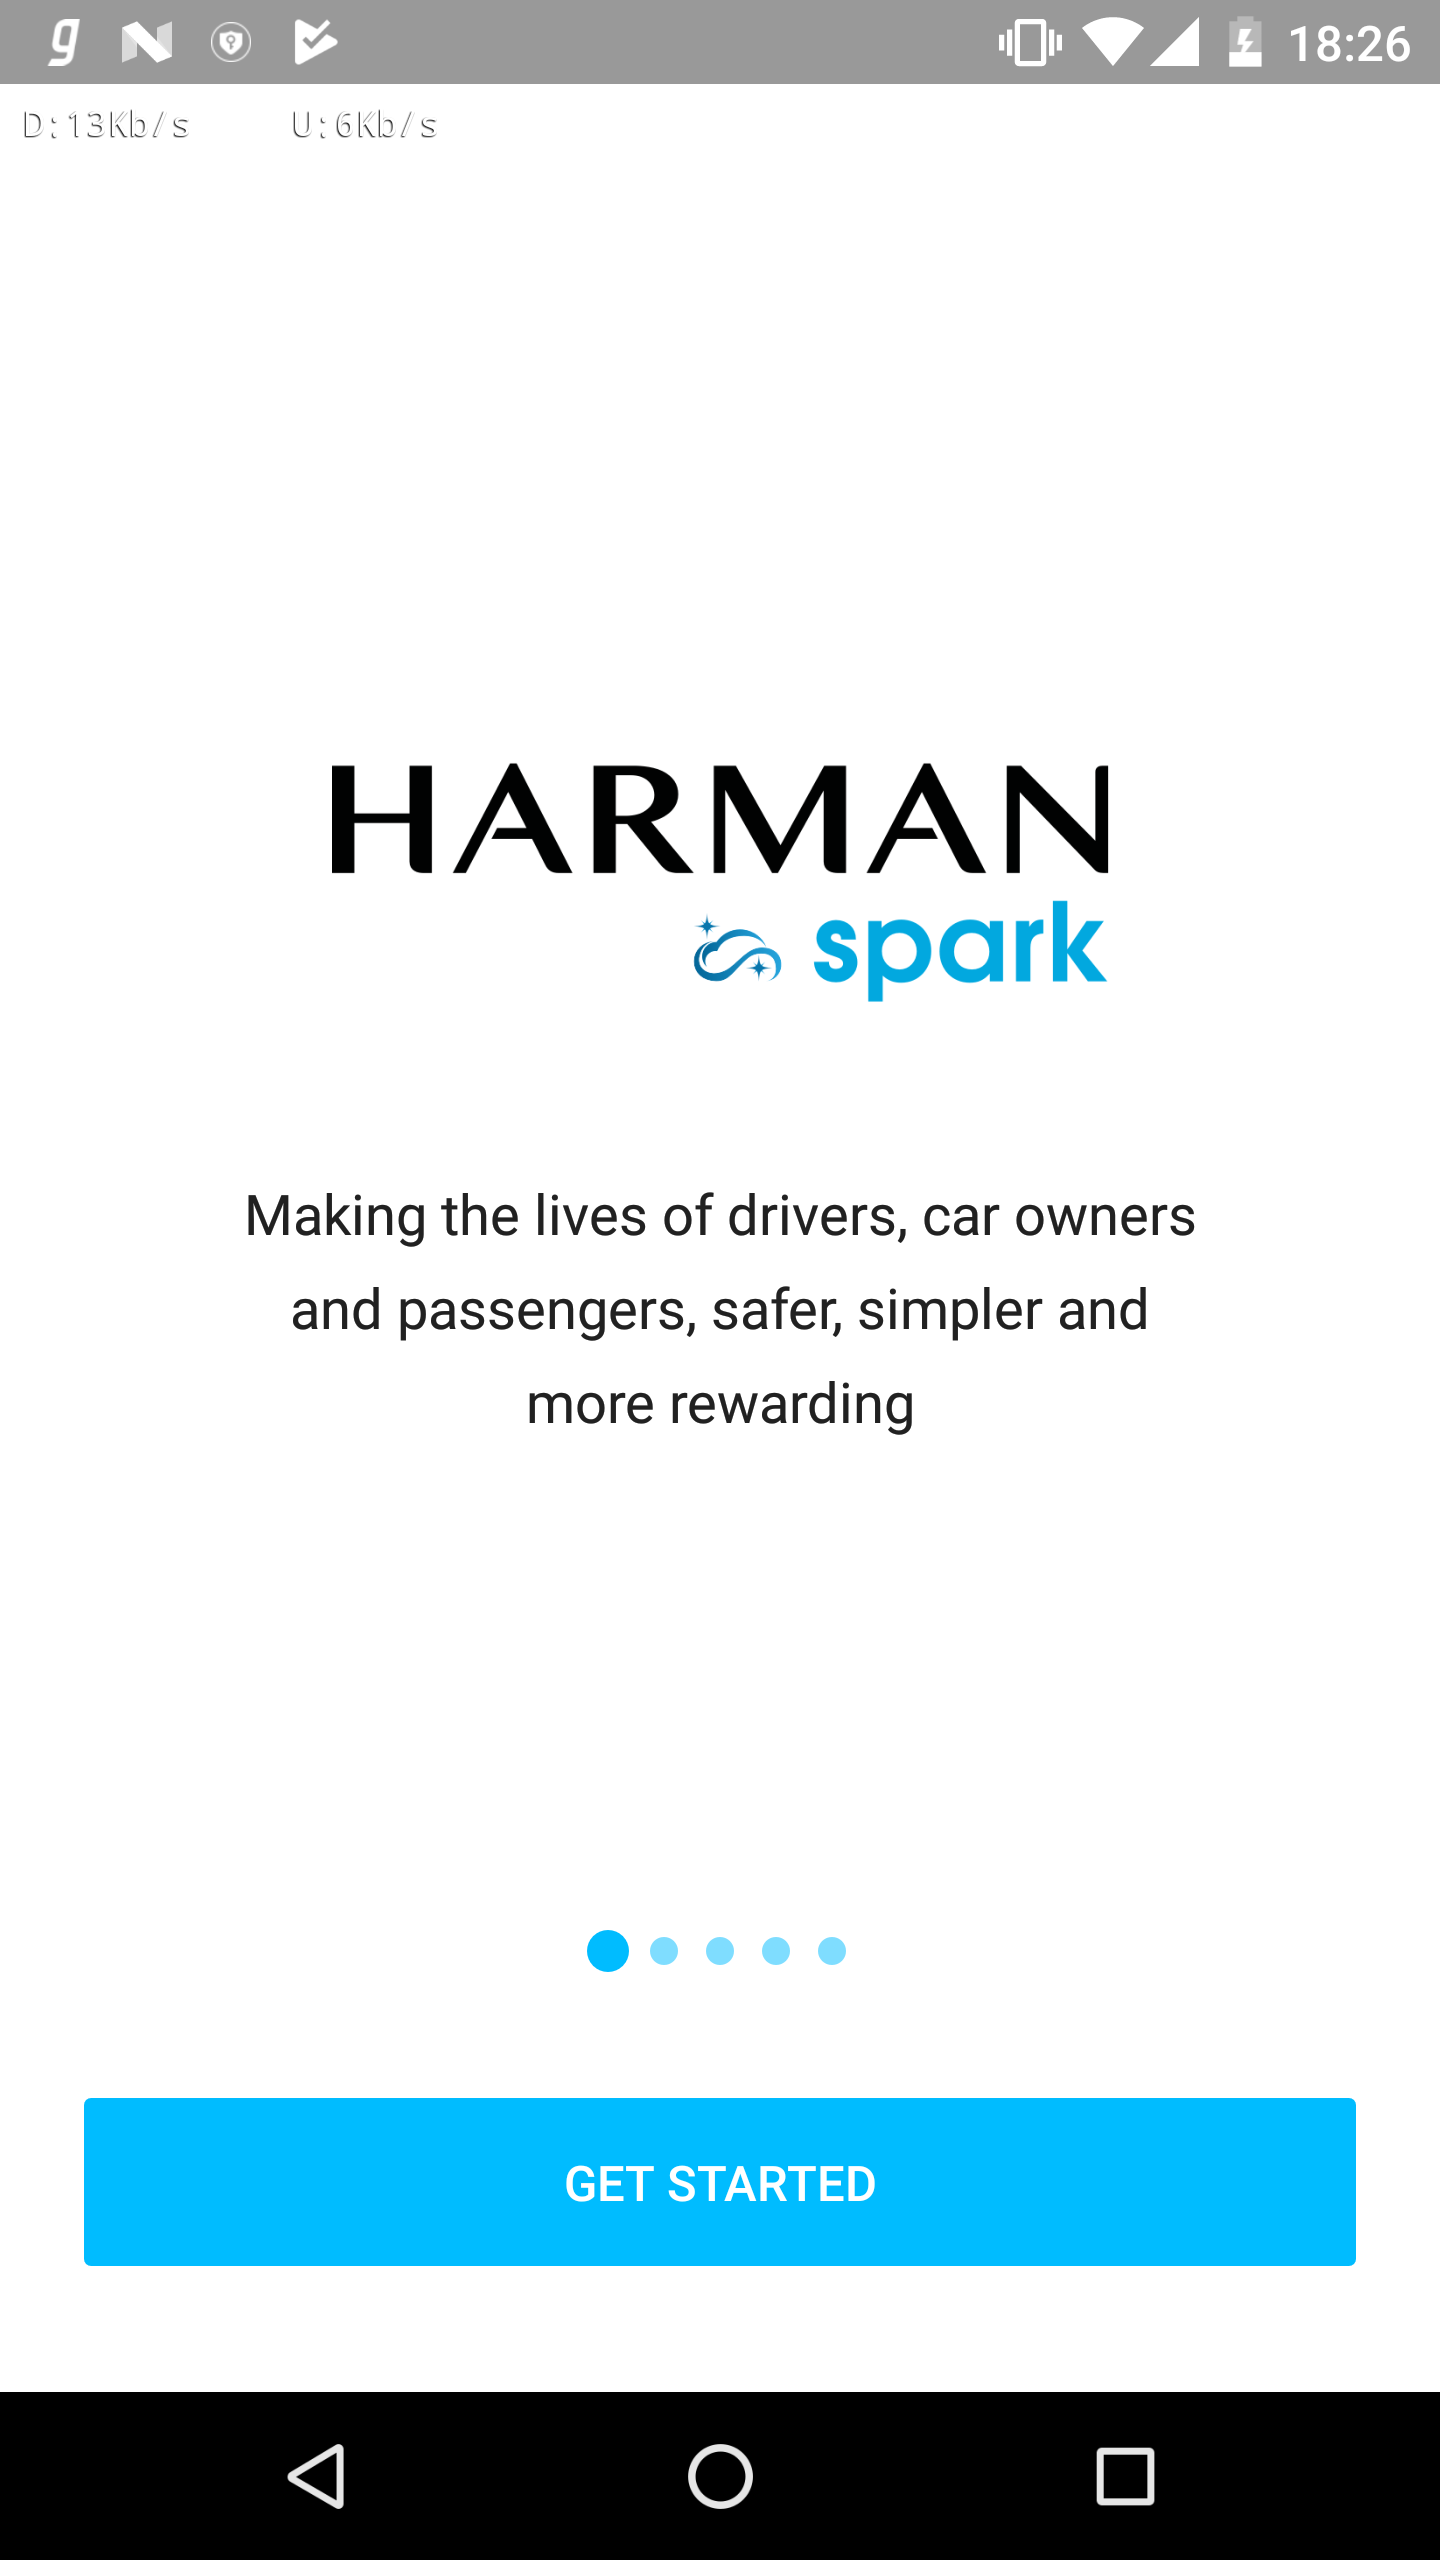 18:26
D:13Kb/s U:6Kb/s
HARMAN
spark
Making the lives of drivers, car owners
and passengers, safer, simpler and
more rewarding
GET STARTED